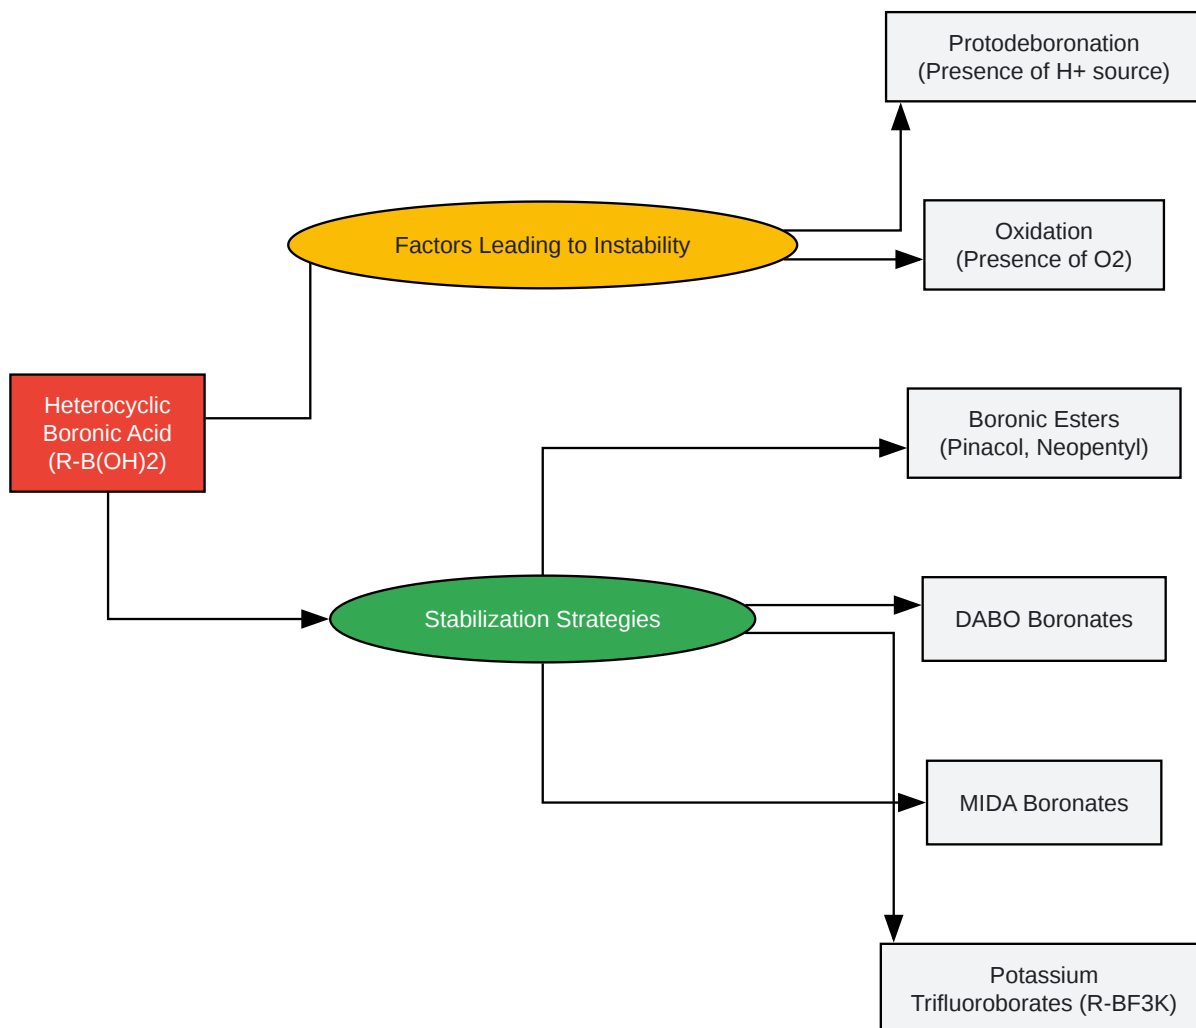 Protodeboronation
(Presence of H+ source)
Factors Leading to Instability
Oxidation
(Presence of O2)
Heterocyclic
Boronic Acid
(R-B(OH)2)
Boronic Esters
(Pinacol, Neopentyl)
Stabilization Strategies
DABO Boronates
MIDA Boronates
Potassium
Trifluoroborates (R-BF3K)